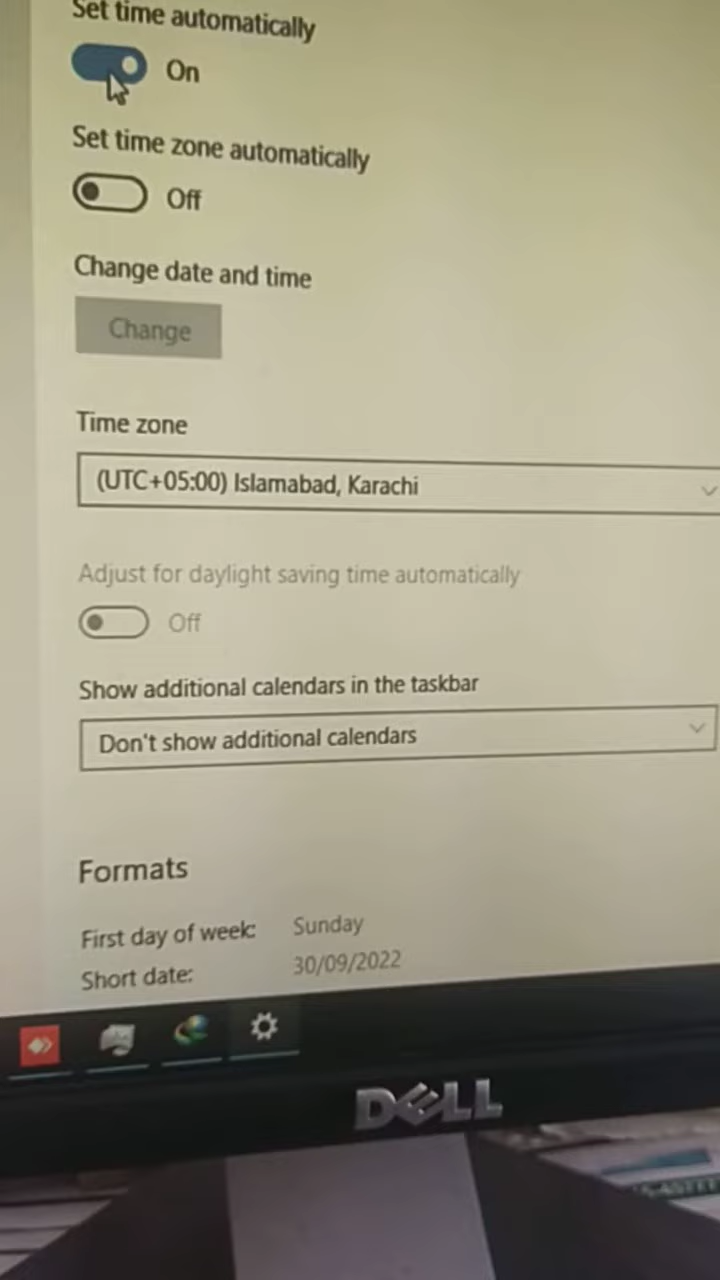 Set time automatically
On
Set time zone automatically
Off
Change date and time
Change
Time zone
(UTC+05:00) Islamabad, Karachi
Adjust for daylight saving time automatically
Off
Show additional calendars in the taskbar
Don't show additional calendars
Formats
First day of week: Sunday
Short date: 30/09/2022
DELL